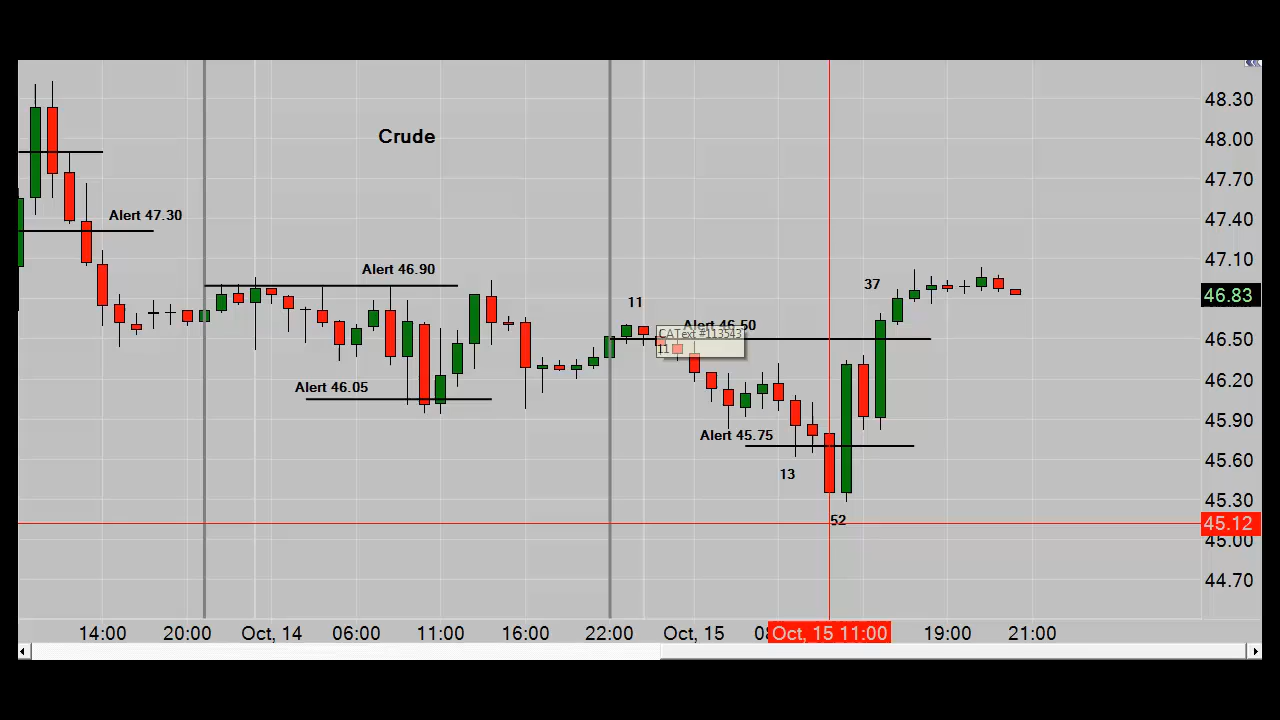 Crude
48.30
48.00
47.70
Alert 47.30
47.40
Alert 46.90
47.10
46.83
37
11
Alert 46.50
CAText #113543
11
46.50
Alert 46.05
46.20
45.90
Alert 45.75
45.60
13
45.30
52
45.12
45.00
44.70
14:00 20:00 Oct, 14 06:00 11:00 16:00 22:00 Oct, 15 Oct, 15 11:00 19:00 21:00